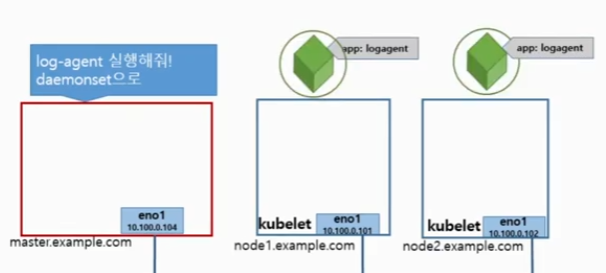 log-agent 실행해줘!
daemonset으로
app: logagent
app: logagent
eno1
10.100.0.104
master.example.com
kubelet
eno1
10.100.0.101
node1.example.com
kubelet
eno1
10.100.0.102
node2.example.com